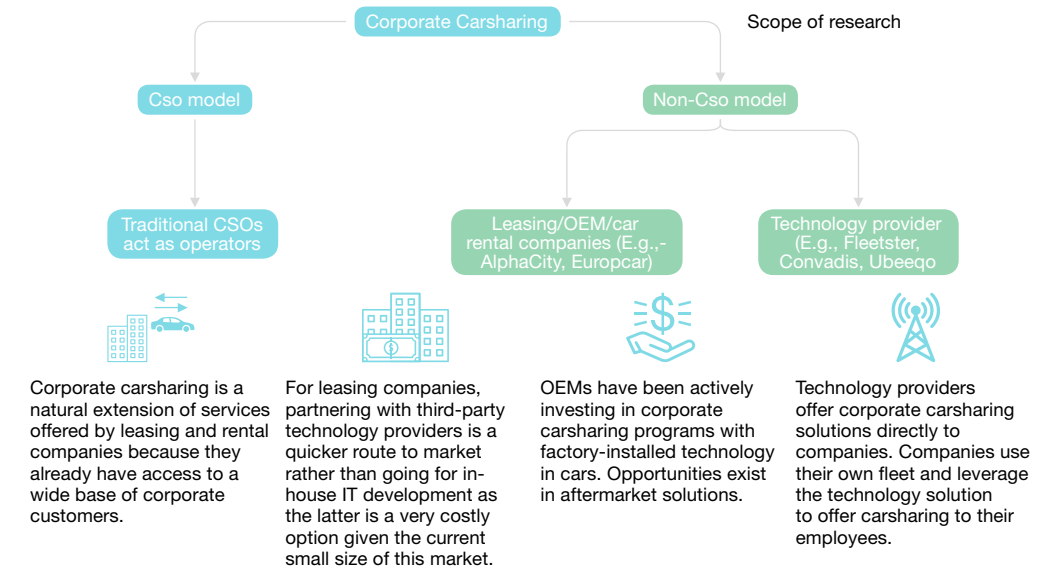 Corporate Carsharing
Scope of research
Cso model
Non-Cso model
Traditional CSOs
act as operators
Leasing/OEM/car
rental companies (E.g.,-
AlphaCity, Europcar)
Technology provider
(E.g., Fleetster,
Convadis, Ubeeqo
$
Corporate carsharing is a
natural extension of services
offered by leasing and rental
companies because they
already have access to a
wide base of corporate
customers.
For leasing companies,
partnering with third-party
technology providers is a
quicker route to market
rather than going for in-
house IT development as
the latter is a very costly
option given the current
small size of this market.
OEMs have been actively
investing in corporate
carsharing programs with
factory-installed technology
in cars. Opportunities exist
in aftermarket solutions.
Technology providers
offer corporate carsharing
solutions directly to
companies. Companies use
their own fleet and leverage
the technology solution
to offer carsharing to their
employees.